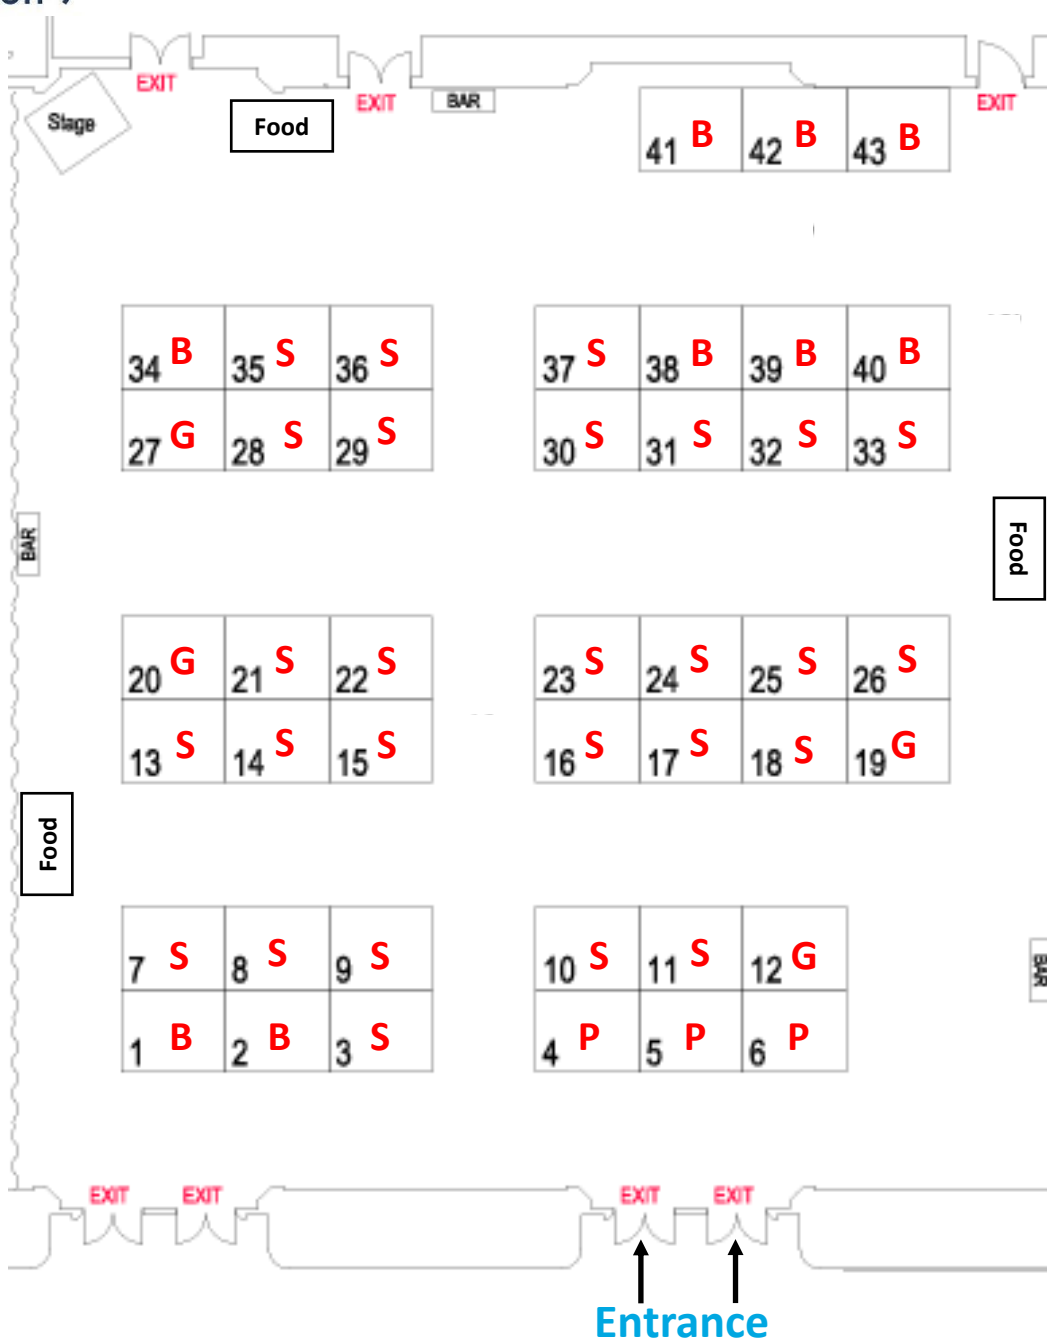 EXIT
EXIT
BAR
EXIT
Stage
Food
41 B 42 B 43 B
34 B 35 S 36 S 37 S 38 B 39 B 40 B
27 G 28 S 29 S 30 S 31 S 32 S 33 S
BAR
Food
20 G 21 S 22 S 23 S 24 S 25 S 26 S
13 S 14 S 15 S 16 S 17 S 18 S 19 G
Food
7 S 8 S 9 S 10 S 11 S 12 G
BAR
1 B 2 B 3 S 4 P 5 P 6 P
EXIT EXIT EXIT EXIT
Entrance